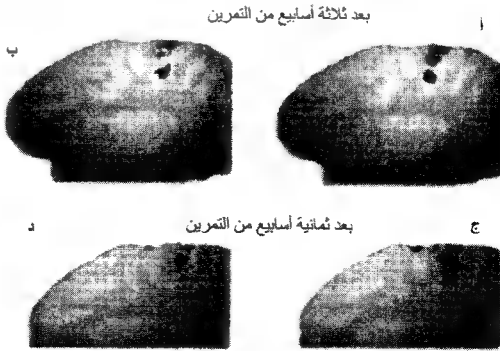 بعد ثلاثة أسابيع من التمرين
أ
ب
بعد ثمانية أسابيع من التمرين
ج
د